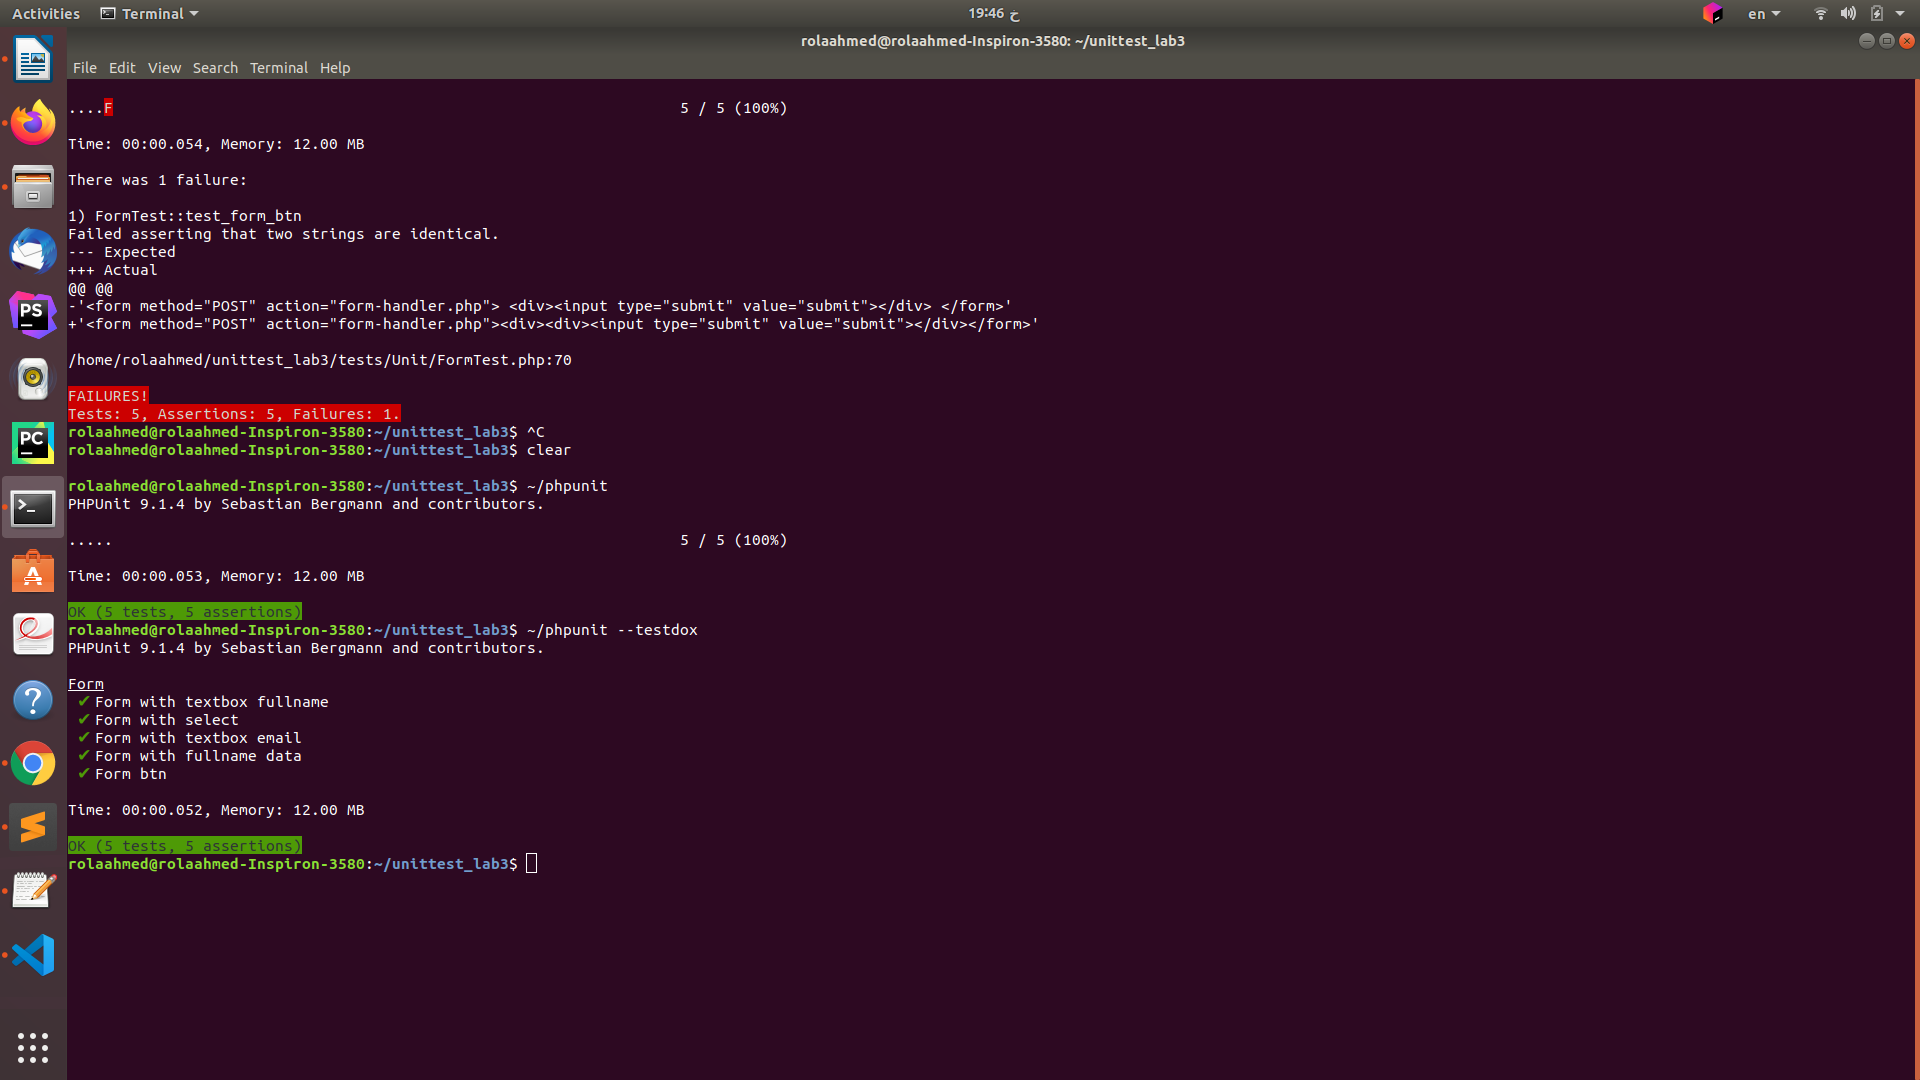 Activities Terminal 19:46 خ en
rolaahmed@rolaahmed-Inspiron-3580: ~/unittest_lab3
File Edit View Search Terminal Help
....F 5 / 5 (100%)
Time: 00:00.054, Memory: 12.00 MB
There was 1 failure:
1) FormTest::test_form_btn
Failed asserting that two strings are identical.
--- Expected
+++ Actual
@@ @@
-'<form method="POST" action="form-handler.php"> <div><input type="submit" value="submit"></div> </form>'
+'<form method="POST" action="form-handler.php"><div><div><input type="submit" value="submit"></div></form>'
/home/rolaahmed/unittest_lab3/tests/Unit/FormTest.php:70
FAILURES!
Tests: 5, Assertions: 5, Failures: 1.
rolaahmed@rolaahmed-Inspiron-3580:~/unittest_lab3$ ^C
rolaahmed@rolaahmed-Inspiron-3580:~/unittest_lab3$ clear
rolaahmed@rolaahmed-Inspiron-3580:~/unittest_lab3$ ~/phpunit
PHPUnit 9.1.4 by Sebastian Bergmann and contributors.
..... 5 / 5 (100%)
Time: 00:00.053, Memory: 12.00 MB
OK (5 tests, 5 assertions)
rolaahmed@rolaahmed-Inspiron-3580:~/unittest_lab3$ ~/phpunit --testdox
PHPUnit 9.1.4 by Sebastian Bergmann and contributors.
Form
✔ Form with textbox fullname
✔ Form with select
✔ Form with textbox email
✔ Form with fullname data
✔ Form btn
Time: 00:00.052, Memory: 12.00 MB
OK (5 tests, 5 assertions)
rolaahmed@rolaahmed-Inspiron-3580:~/unittest_lab3$
PS
PC